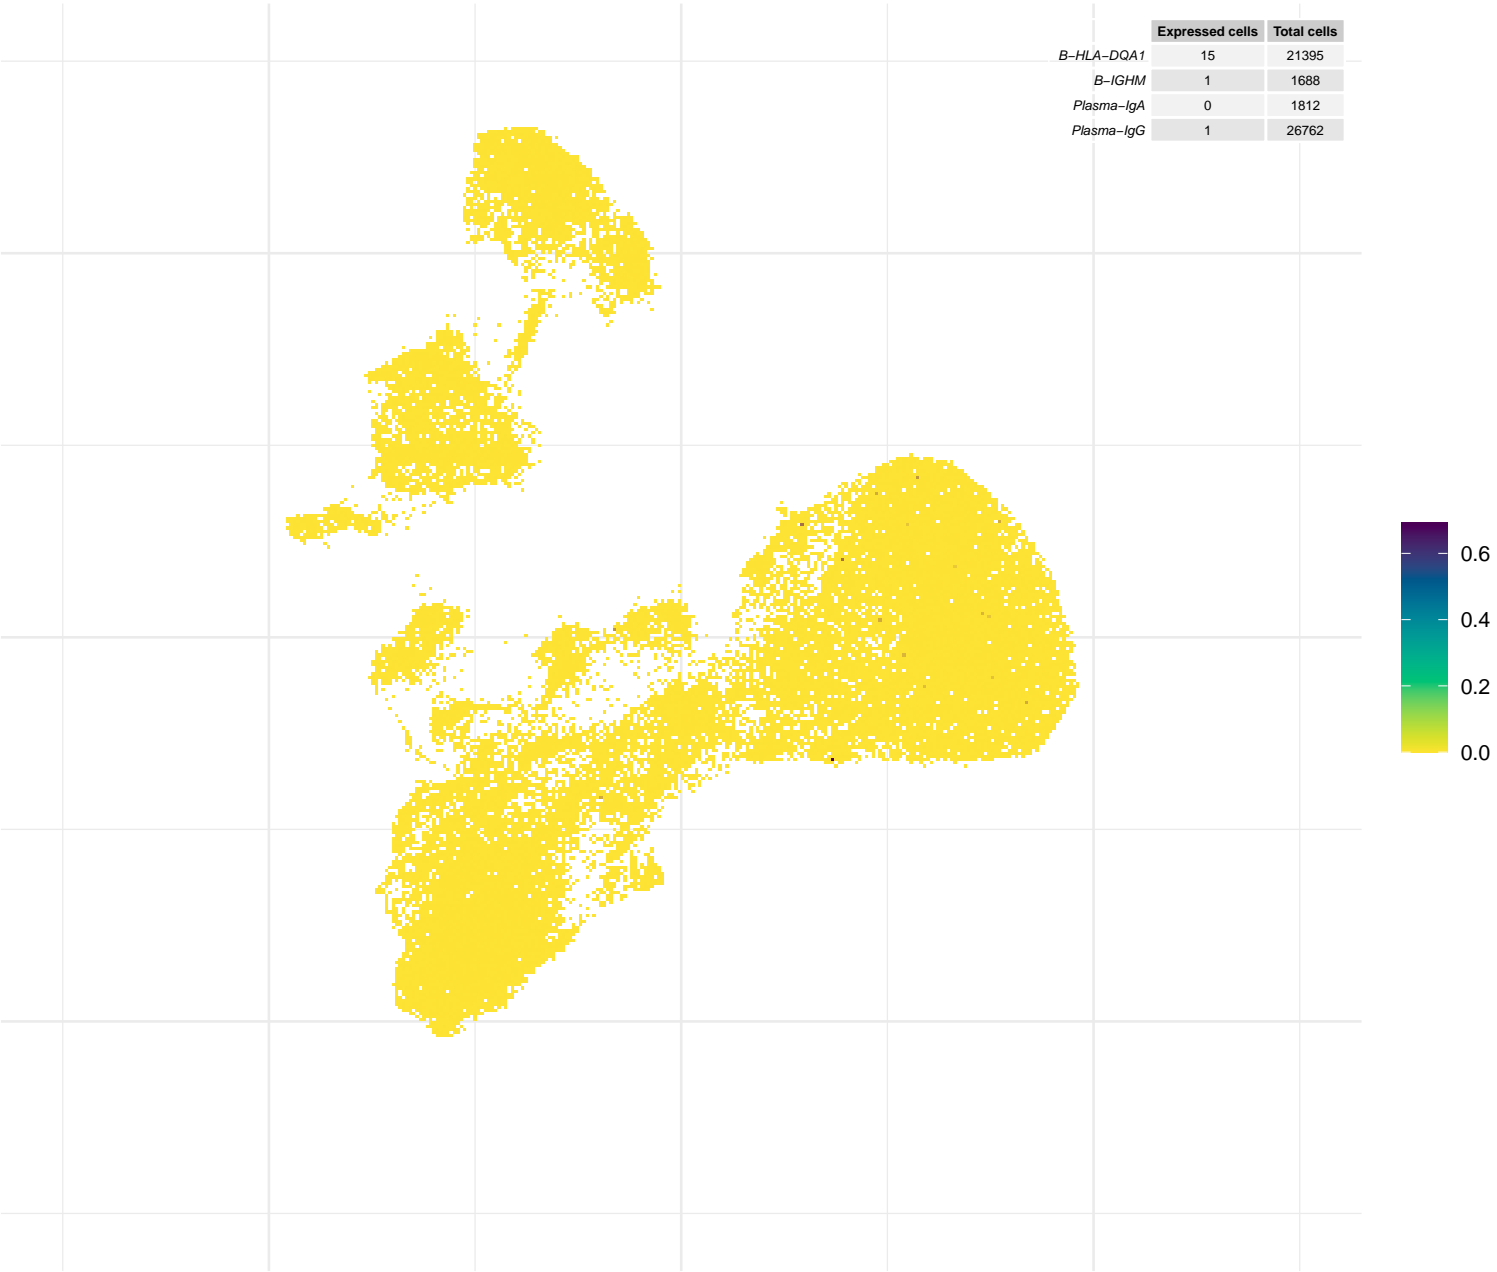 Expressed cells Total cells
B−HLA−DQA1 15 21395
B−IGHM 1 1688
Plasma−IgA 0 1812
Plasma−IgG 1 26762
0.6
0.4
0.2
0.0